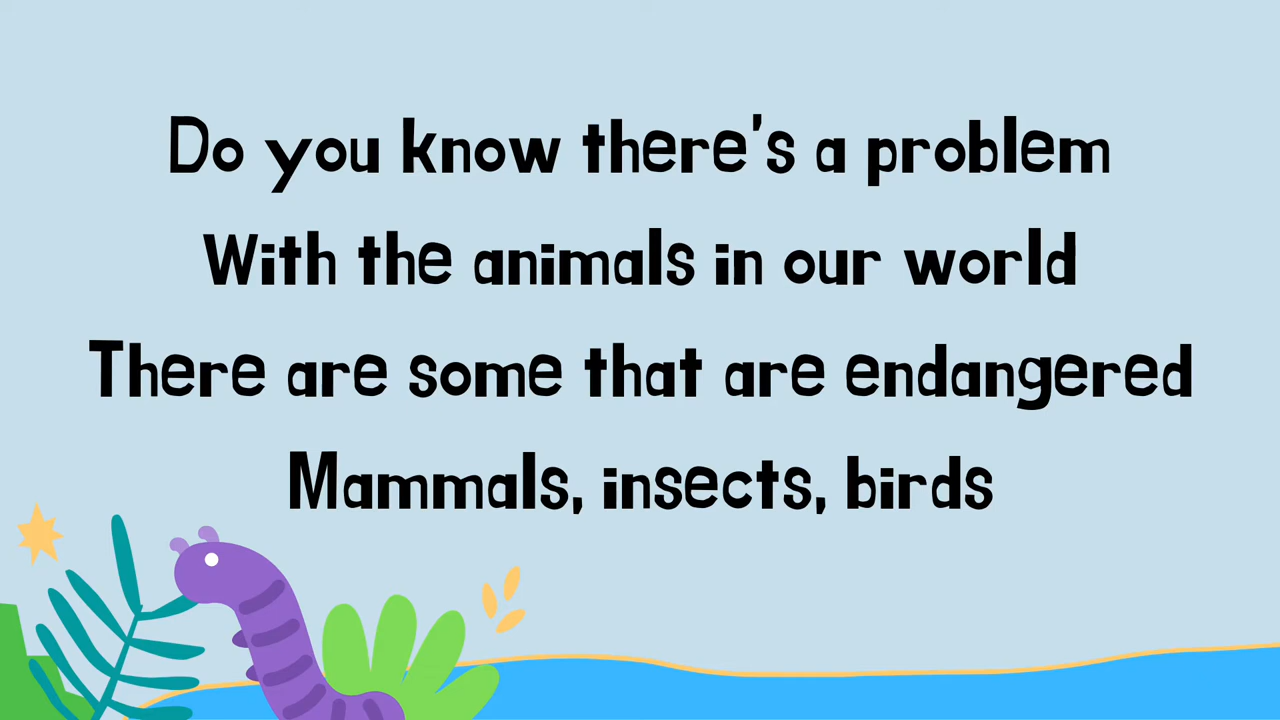 Do you know there's a problem
With the animals in our world
There are some that are endangered
Mammals, insects, birds